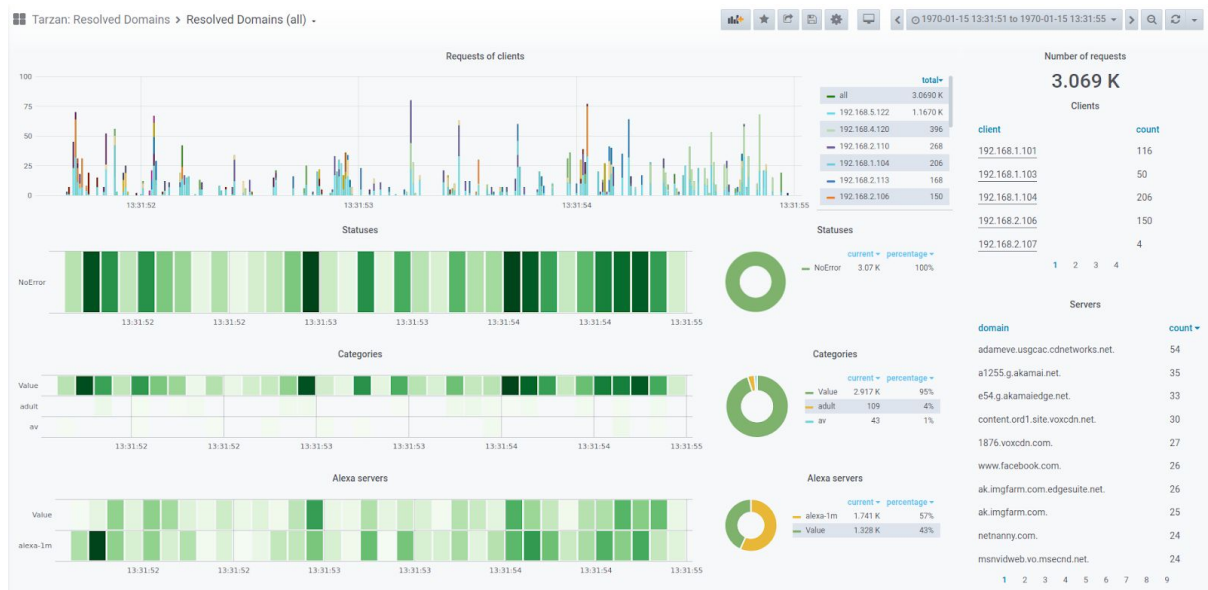 Tarzan: Resolved Domains > Resolved Domains (all)
1970-01-15 13:31:51 to 1970-01-15 13:31:55
Requests of clients
100
75
50
25
0
13:31:52 13:31:53 13:31:54 13:31:55
total
all 3.0690 K
192.168.5.122 1.1670 K
192.168.4.120 396
192.168.2.110 268
192.168.1.104 206
192.168.2.113 168
192.168.2.106 150
Number of requests
3.069 K
Clients
client count
192.168.1.101 116
192.168.1.103 50
192.168.1.104 206
192.168.2.106 150
192.168.2.107 4
1 2 3 4
Statuses
NoError
13:31:52 13:31:52 13:31:53 13:31:53 13:31:54 13:31:54 13:31:55
Statuses
current percentage
NoError 3.07 K 100%
Categories
Value
adult
av
13:31:52 13:31:52 13:31:53 13:31:53 13:31:54 13:31:54 13:31:55
Categories
current percentage
Value 2.917 K 95%
adult 109 4%
av 43 1%
Alexa servers
Value
alexa-1m
13:31:52 13:31:52 13:31:53 13:31:53 13:31:54 13:31:54 13:31:55
Alexa servers
current percentage
alexa-1m 1.741 K 57%
Value 1.328 K 43%
Servers
domain count
adameve.usgcac.cdnetworks.net. 54
a1255.g.akamai.net. 35
e54.g.akamaiedge.net. 33
content.ord1.site.voxcdn.net. 30
1876.voxcdn.com. 27
www.facebook.com. 26
ak.imgfarm.com.edgesuite.net. 26
ak.imgfarm.com. 25
netnanny.com. 24
msnvidweb.vo.msecnd.net. 24
1 2 3 4 5 6 7 8 9